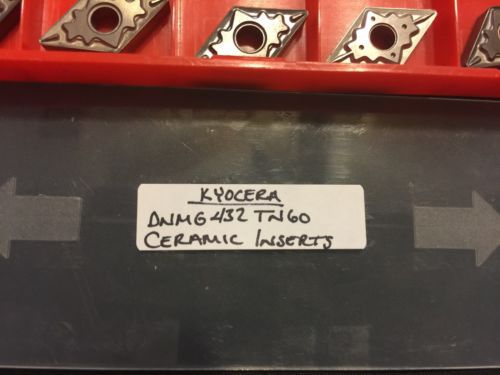 KYOCERA
DNMG 432 TN60
CERAMIC INSERTS